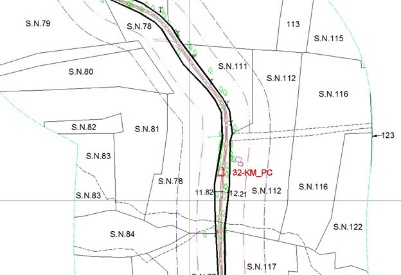 S.N.79
S.N.78
113
S.N.115
S.N.80
S.N.111
S.N.112
S.N.116
S.N.82
S.N.81
123
S.N.83
32-KM_PC
S.N.83
S.N.78
11.82
12.21
S.N.112
S.N.116
S.N.84
S.N.122
S.N.117